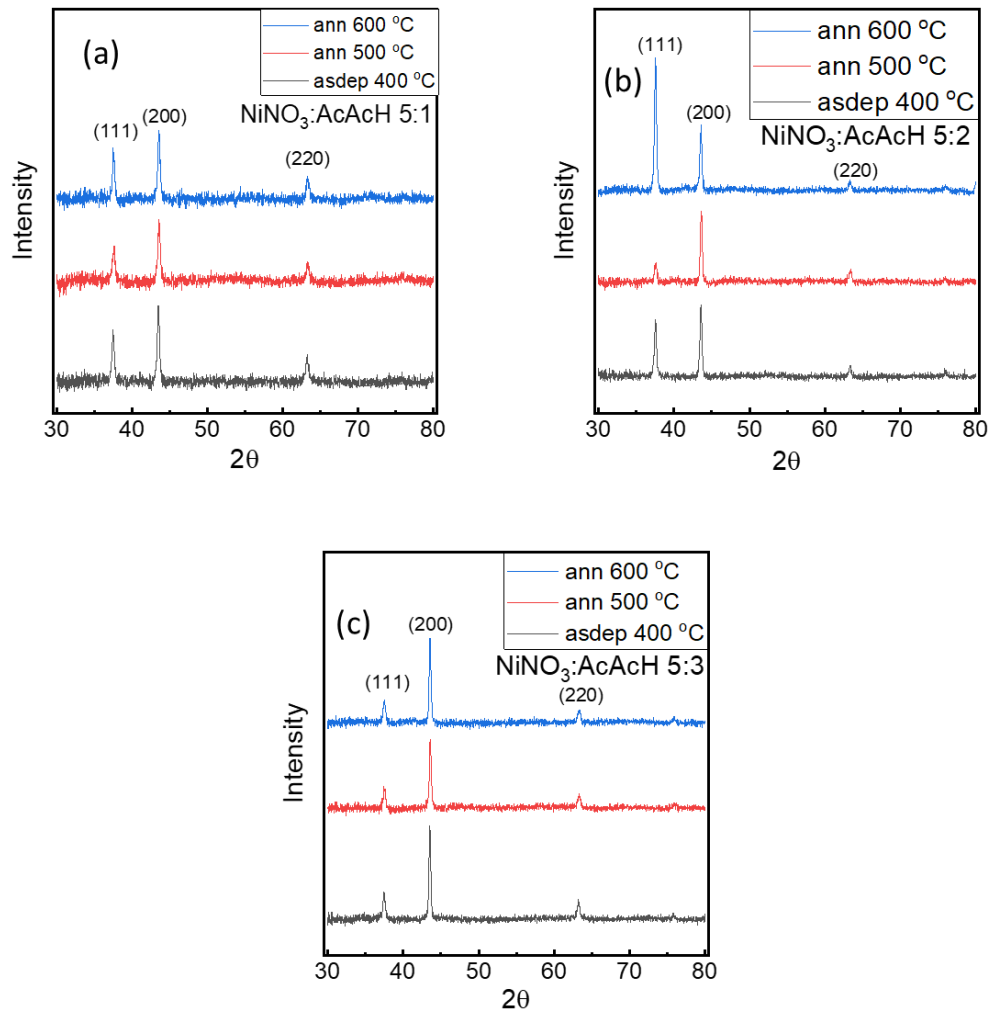 (a)
ann 600 °C
ann 500 °C
asdep 400 °C
NiNO₃:AcAcH 5:1
(111)
(200)
(220)
Intensity
30 40 50 60 70 80
2θ
(b)
ann 600 °C
ann 500 °C
asdep 400 °C
NiNO₃:AcAcH 5:2
(111)
(200)
(220)
Intensity
30 40 50 60 70 80
2θ
(c)
ann 600 °C
ann 500 °C
asdep 400 °C
NiNO₃:AcAcH 5:3
(200)
(111)
(220)
Intensity
30 40 50 60 70 80
2θ